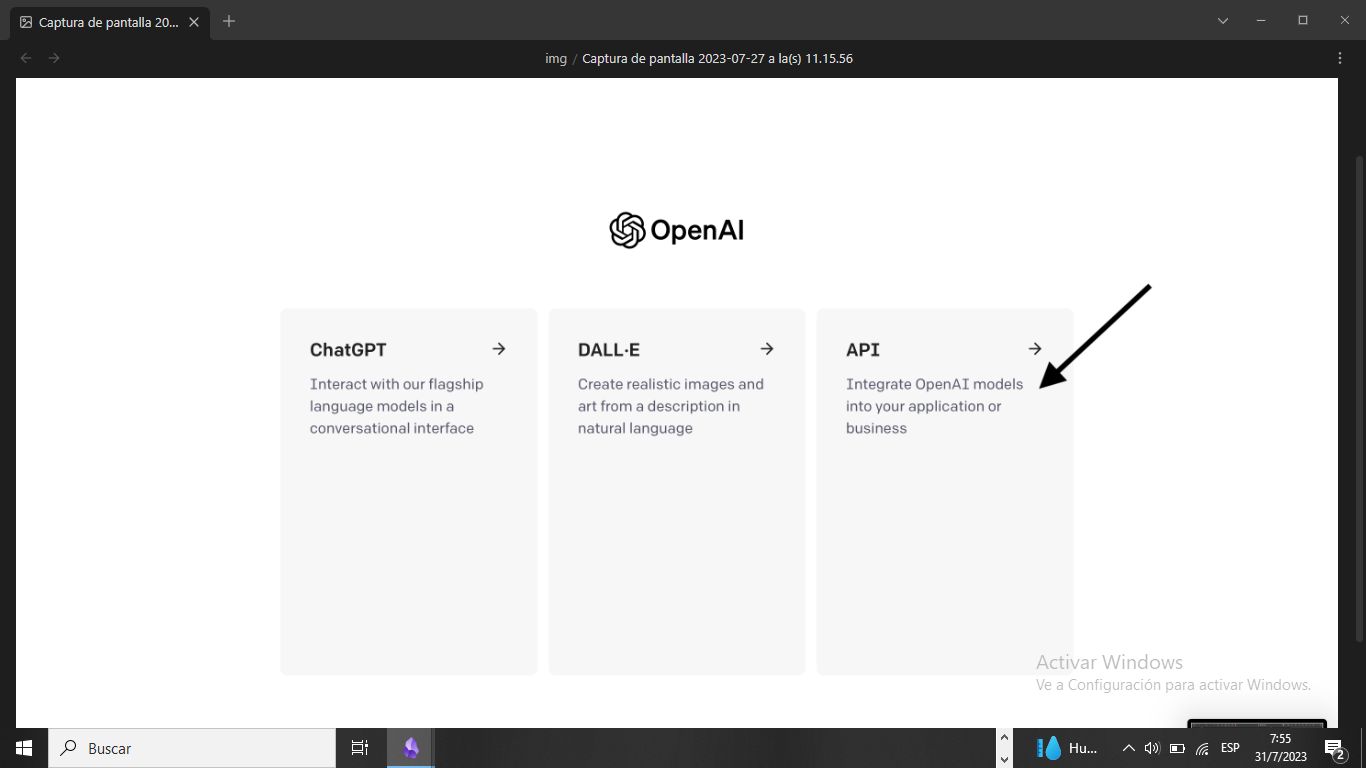 Captura de pantalla 20...
img / Captura de pantalla 2023-07-27 a la(s) 11.15.56
OpenAI
ChatGPT
Interact with our flagship
language models in a
conversational interface
DALL·E
Create realistic images and
art from a description in
natural language
API
Integrate OpenAI models
into your application or
business
Activar Windows
Ve a Configuración para activar Windows.
Buscar
Hu...
ESP
7:55
31/7/2023
2